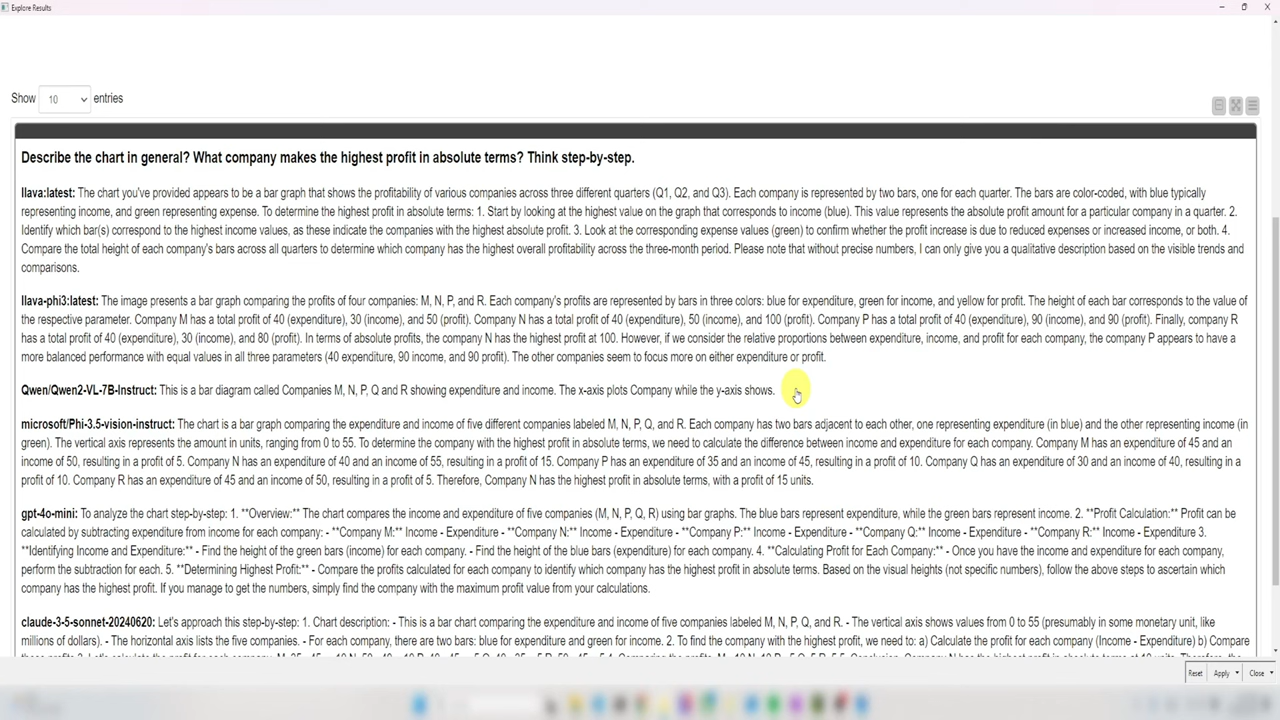 Explore Results
Show 10 entries
Describe the chart in general? What company makes the highest profit in absolute terms? Think step-by-step.
llava:latest: The chart you've provided appears to be a bar graph that shows the profitability of various companies across three different quarters (Q1, Q2, and Q3). Each company is represented by two bars, one for each quarter. The bars are color-coded, with blue typically
representing income, and green representing expense. To determine the highest profit in absolute terms: 1. Start by looking at the highest value on the graph that corresponds to income (blue). This value represents the absolute profit amount for a particular company in a quarter. 2.
Identify which bar(s) correspond to the highest income values, as these indicate the companies with the highest absolute profit. 3. Look at the corresponding expense values (green) to confirm whether the profit increase is due to reduced expenses or increased income, or both. 4.
Compare the total height of each company's bars across all quarters to determine which company has the highest overall profitability across the three-month period. Please note that without precise numbers, I can only give you a qualitative description based on the visible trends and
comparisons.
llava-phi3:latest: The image presents a bar graph comparing the profits of four companies: M, N, P, and R. Each company's profits are represented by bars in three colors: blue for expenditure, green for income, and yellow for profit. The height of each bar corresponds to the value of
the respective parameter. Company M has a total profit of 40 (expenditure), 30 (income), and 50 (profit). Company N has a total profit of 40 (expenditure), 50 (income), and 100 (profit). Company P has a total profit of 40 (expenditure), 90 (income), and 90 (profit). Finally, company R
has a total profit of 40 (expenditure), 30 (income), and 80 (profit). In terms of absolute profits, the company N has the highest profit at 100. However, if we consider the relative proportions between expenditure, income, and profit for each company, the company P appears to have a
more balanced performance with equal values in all three parameters (40 expenditure, 90 income, and 90 profit). The other companies seem to focus more on either expenditure or profit.
Qwen/Qwen2-VL-7B-Instruct: This is a bar diagram called Companies M, N, P, Q and R showing expenditure and income. The x-axis plots Company while the y-axis shows.
microsoft/Phi-3.5-vision-instruct: The chart is a bar graph comparing the expenditure and income of five different companies labeled M, N, P, Q, and R. Each company has two bars adjacent to each other, one representing expenditure (in blue) and the other representing income (in
green). The vertical axis represents the amount in units, ranging from 0 to 55. To determine the company with the highest profit in absolute terms, we need to calculate the difference between income and expenditure for each company. Company M has an expenditure of 45 and an
income of 50, resulting in a profit of 5. Company N has an expenditure of 40 and an income of 55, resulting in a profit of 15. Company P has an expenditure of 35 and an income of 45, resulting in a profit of 10. Company Q has an expenditure of 30 and an income of 40, resulting in a
profit of 10. Company R has an expenditure of 45 and an income of 50, resulting in a profit of 5. Therefore, Company N has the highest profit in absolute terms, with a profit of 15 units.
gpt-4o-mini: To analyze the chart step-by-step: 1. **Overview:** The chart compares the income and expenditure of five companies (M, N, P, Q, R) using bar graphs. The blue bars represent expenditure, while the green bars represent income. 2. **Profit Calculation:** Profit can be
calculated by subtracting expenditure from income for each company: - **Company M:** Income - Expenditure - **Company N:** Income - Expenditure - **Company P:** Income - Expenditure - **Company Q:** Income - Expenditure - **Company R:** Income - Expenditure 3.
**Identifying Income and Expenditure:** - Find the height of the green bars (income) for each company. - Find the height of the blue bars (expenditure) for each company. 4. **Calculating Profit for Each Company:** - Once you have the income and expenditure for each company,
perform the subtraction for each. 5. **Determining Highest Profit:** - Compare the profits calculated for each company to identify which company has the highest profit in absolute terms. Based on the visual heights (not specific numbers), follow the above steps to ascertain which
company has the highest profit. If you manage to get the numbers, simply find the company with the maximum profit value from your calculations.
claude-3-5-sonnet-20240620: Let's approach this step-by-step: 1. Chart description: - This is a bar chart comparing the expenditure and income of five companies labeled M, N, P, Q, and R. - The vertical axis shows values from 0 to 55 (presumably in some monetary unit, like
millions of dollars). - The horizontal axis lists the five companies. - For each company, there are two bars: blue for expenditure and green for income. 2. To find the company with the highest profit, we need to: a) Calculate the profit for each company (Income - Expenditure) b) Compare
Reset Apply Close